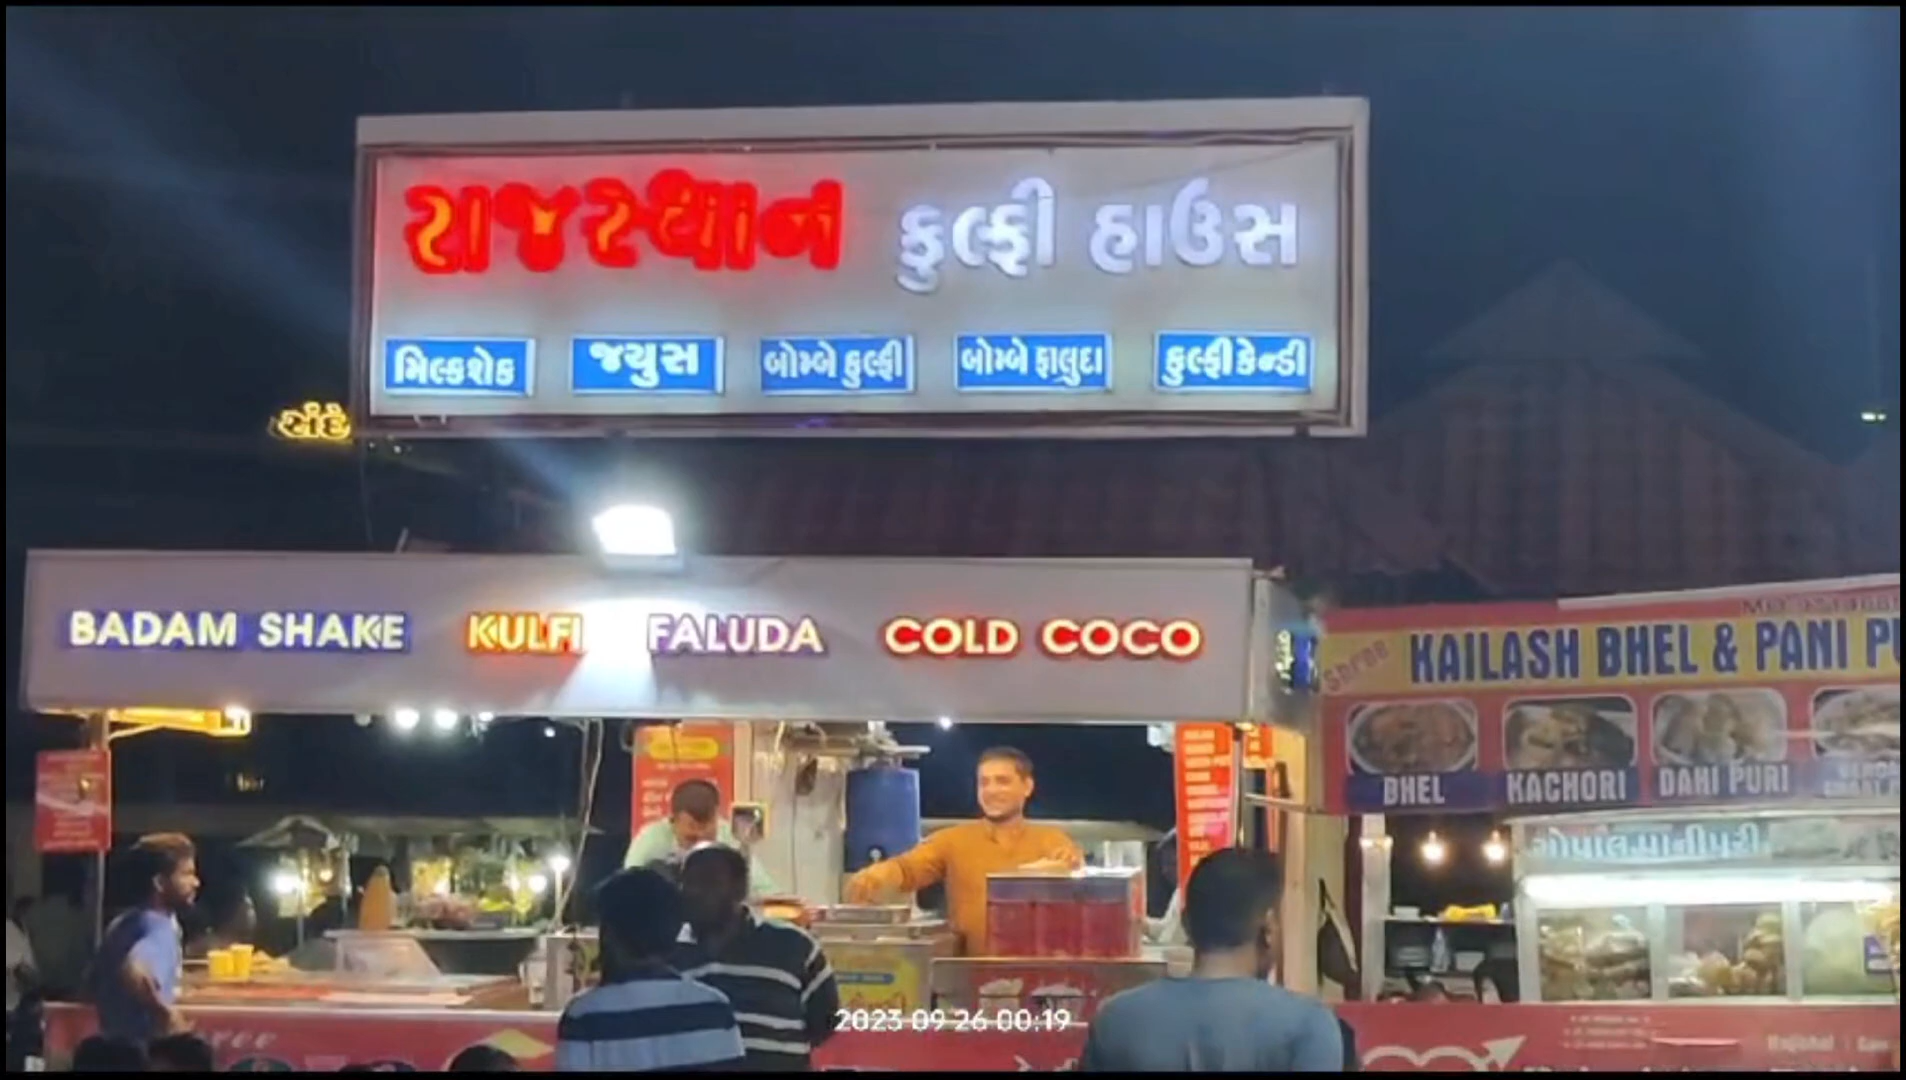 રાજસ્થાન કુલ્ફી હાઉસ
મિલ્કશેક જ્યુસ બોમ્બે કુલ્ફી બોમ્બે ફાલુદા કુલ્ફી કેન્ડી
BADAM SHAKE KULFI FALUDA COLD COCO
KAILASH BHEL & PANI
BHEL KACHORI DAHI PURI
ગોપાલ પાનીપુરી
2023 09 26 00:19